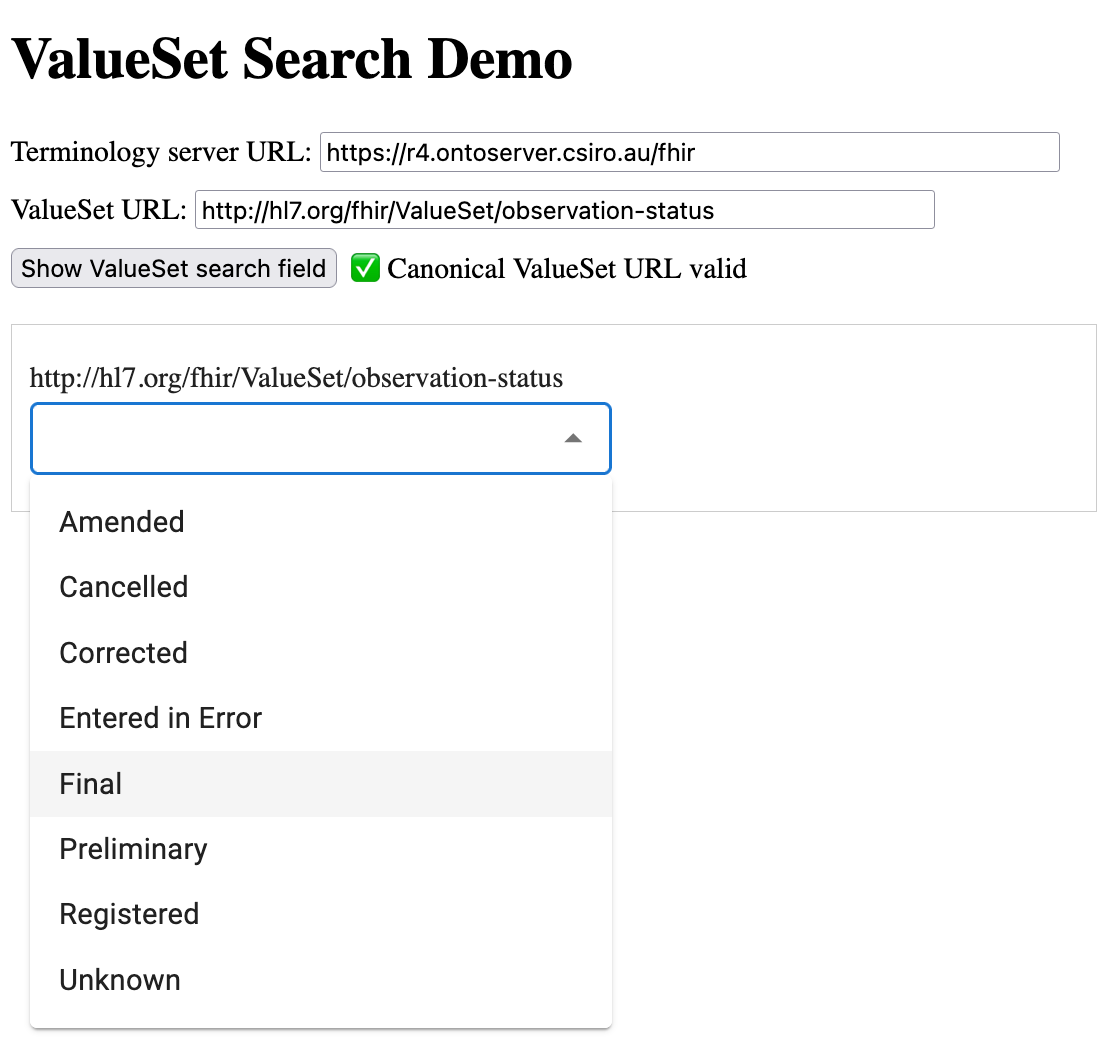 ValueSet Search Demo
Terminology server URL: https://r4.ontoserver.csiro.au/fhir
ValueSet URL: http://hl7.org/fhir/ValueSet/observation-status
Show ValueSet search field ✅ Canonical ValueSet URL valid
http://hl7.org/fhir/ValueSet/observation-status
Amended
Cancelled
Corrected
Entered in Error
Final
Preliminary
Registered
Unknown